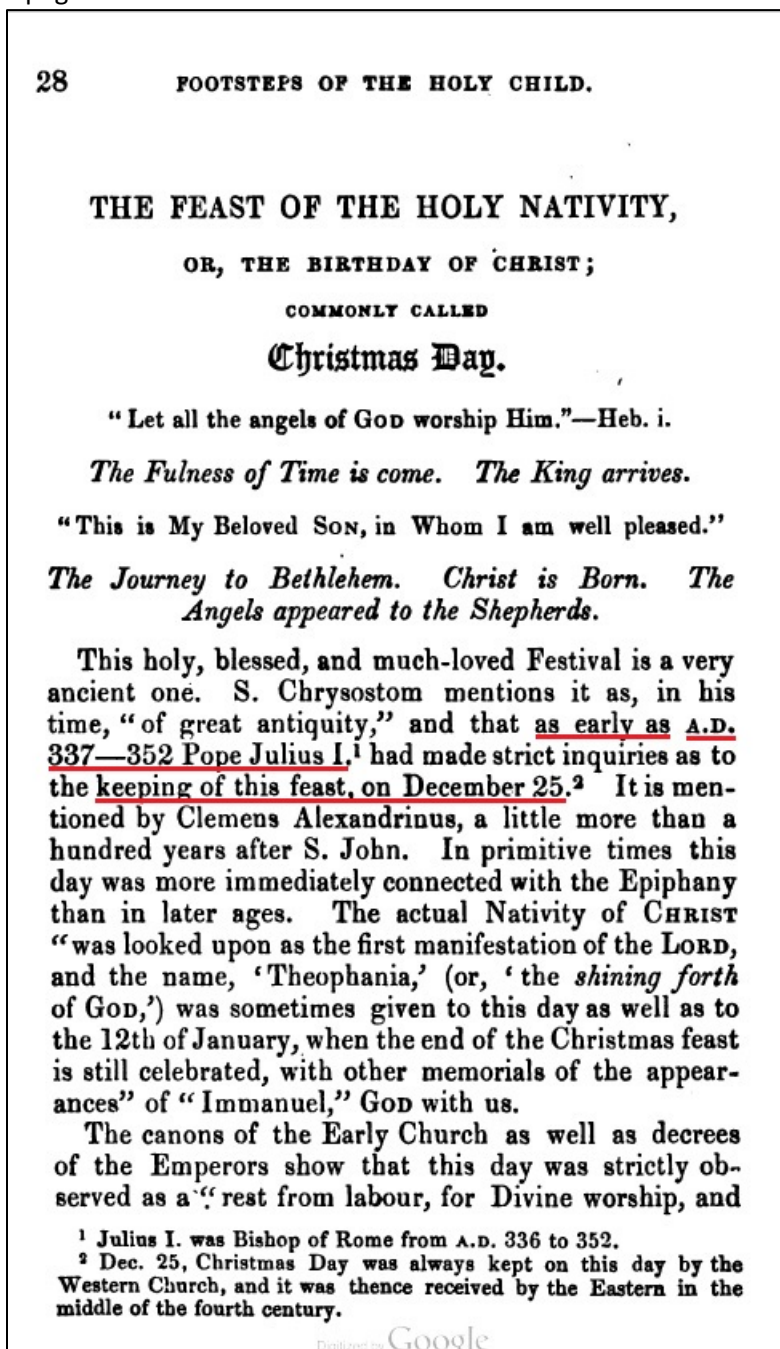 28 FOOTSTEPS OF THE HOLY CHILD.
THE FEAST OF THE HOLY NATIVITY,
OR, THE BIRTHDAY OF CHRIST;
COMMONLY CALLED
Christmas Day.
“Let all the angels of GOD worship Him.”—Heb. i.
The Fulness of Time is come. The King arrives.
“This is My Beloved SON, in Whom I am well pleased.”
The Journey to Bethlehem. Christ is Born. The
Angels appeared to the Shepherds.
This holy, blessed, and much-loved Festival is a very
ancient one. S. Chrysostom mentions it as, in his
time, “of great antiquity,” and that as early as A.D.
337—352 Pope Julius I.¹ had made strict inquiries as to
the keeping of this feast, on December 25.² It is men-
tioned by Clemens Alexandrinus, a little more than a
hundred years after S. John. In primitive times this
day was more immediately connected with the Epiphany
than in later ages. The actual Nativity of CHRIST
“was looked upon as the first manifestation of the LORD,
and the name, ‘Theophania,’ (or, ‘the shining forth
of GOD,’) was sometimes given to this day as well as to
the 12th of January, when the end of the Christmas feast
is still celebrated, with other memorials of the appear-
ances” of “Immanuel,” GOD with us.
The canons of the Early Church as well as decrees
of the Emperors show that this day was strictly ob-
served as a “rest from labour, for Divine worship, and
¹ Julius I. was Bishop of Rome from A.D. 336 to 352.
² Dec. 25, Christmas Day was always kept on this day by the
Western Church, and it was thence received by the Eastern in the
middle of the fourth century.
Digitized by Google